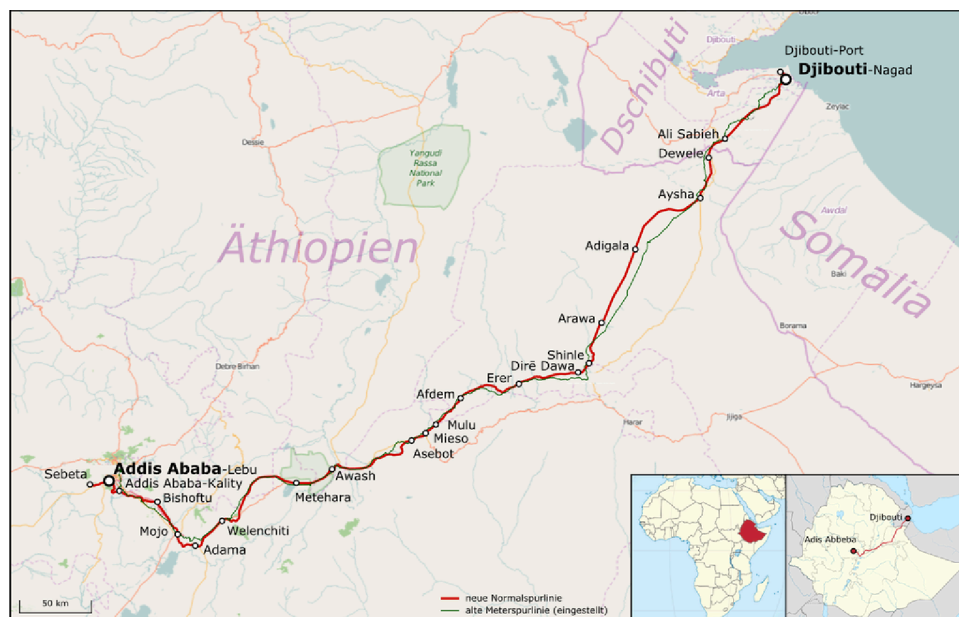 Djibouti-Port
Djibouti-Nagad
Djibouti
Arta
Zeylac
Dschibuti
Ali Sabieh
Dewele
Dessie
Yangudi
Rassa
National
Park
Aysha
Awdal
Somalia
Äthiopien
Adigala
Baki
Arawa
Borama
Shinle
Dirē Dawa
Debre Birhan
Erer
Hargeysa
Afdem
Jijiga
Harar
Mulu
Mieso
Asebot
Addis Ababa-Lebu
Sebeta
Awash
Addis Ababa-Kality
Metehara
Bishoftu
Welenchiti
Mojo
Adama
Djibouti
Adis Abbeba
50 km
neue Normalspurlinie
alte Meterspurlinie (eingestellt)